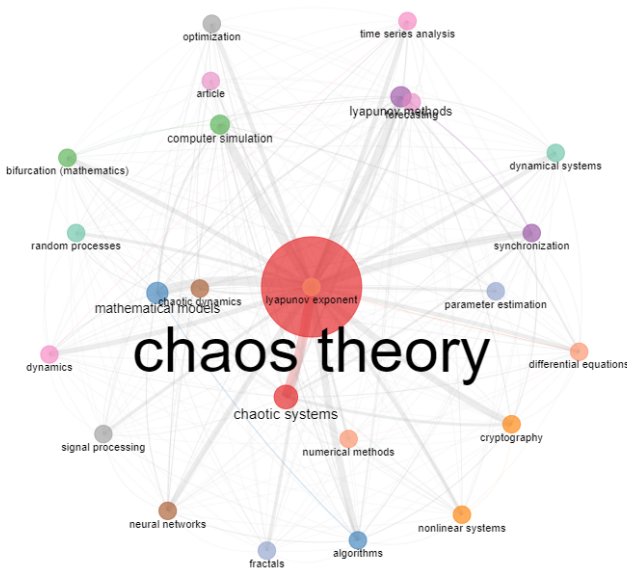 optimization
time series analysis
article
lyapunov methods
forecasting
computer simulation
bifurcation (mathematics)
dynamical systems
random processes
synchronization
lyapunov exponent
chaotic dynamics
mathematical models
parameter estimation
chaos theory
dynamics
differential equations
chaotic systems
signal processing
numerical methods
cryptography
neural networks
nonlinear systems
fractals
algorithms